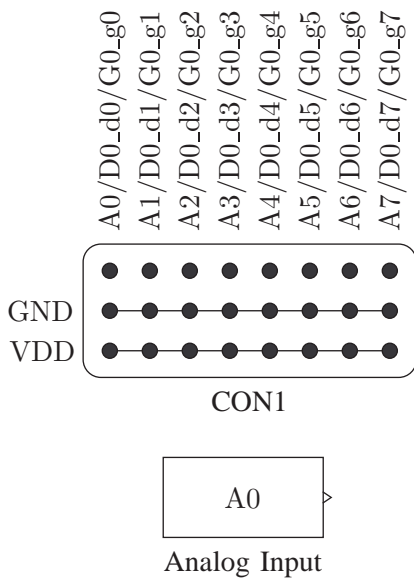 A0/D0_d0/G0_g0
A1/D0_d1/G0_g1
A2/D0_d2/G0_g2
A3/D0_d3/G0_g3
A4/D0_d4/G0_g4
A5/D0_d5/G0_g5
A6/D0_d6/G0_g6
A7/D0_d7/G0_g7
GND
VDD
CON1
A0
Analog Input